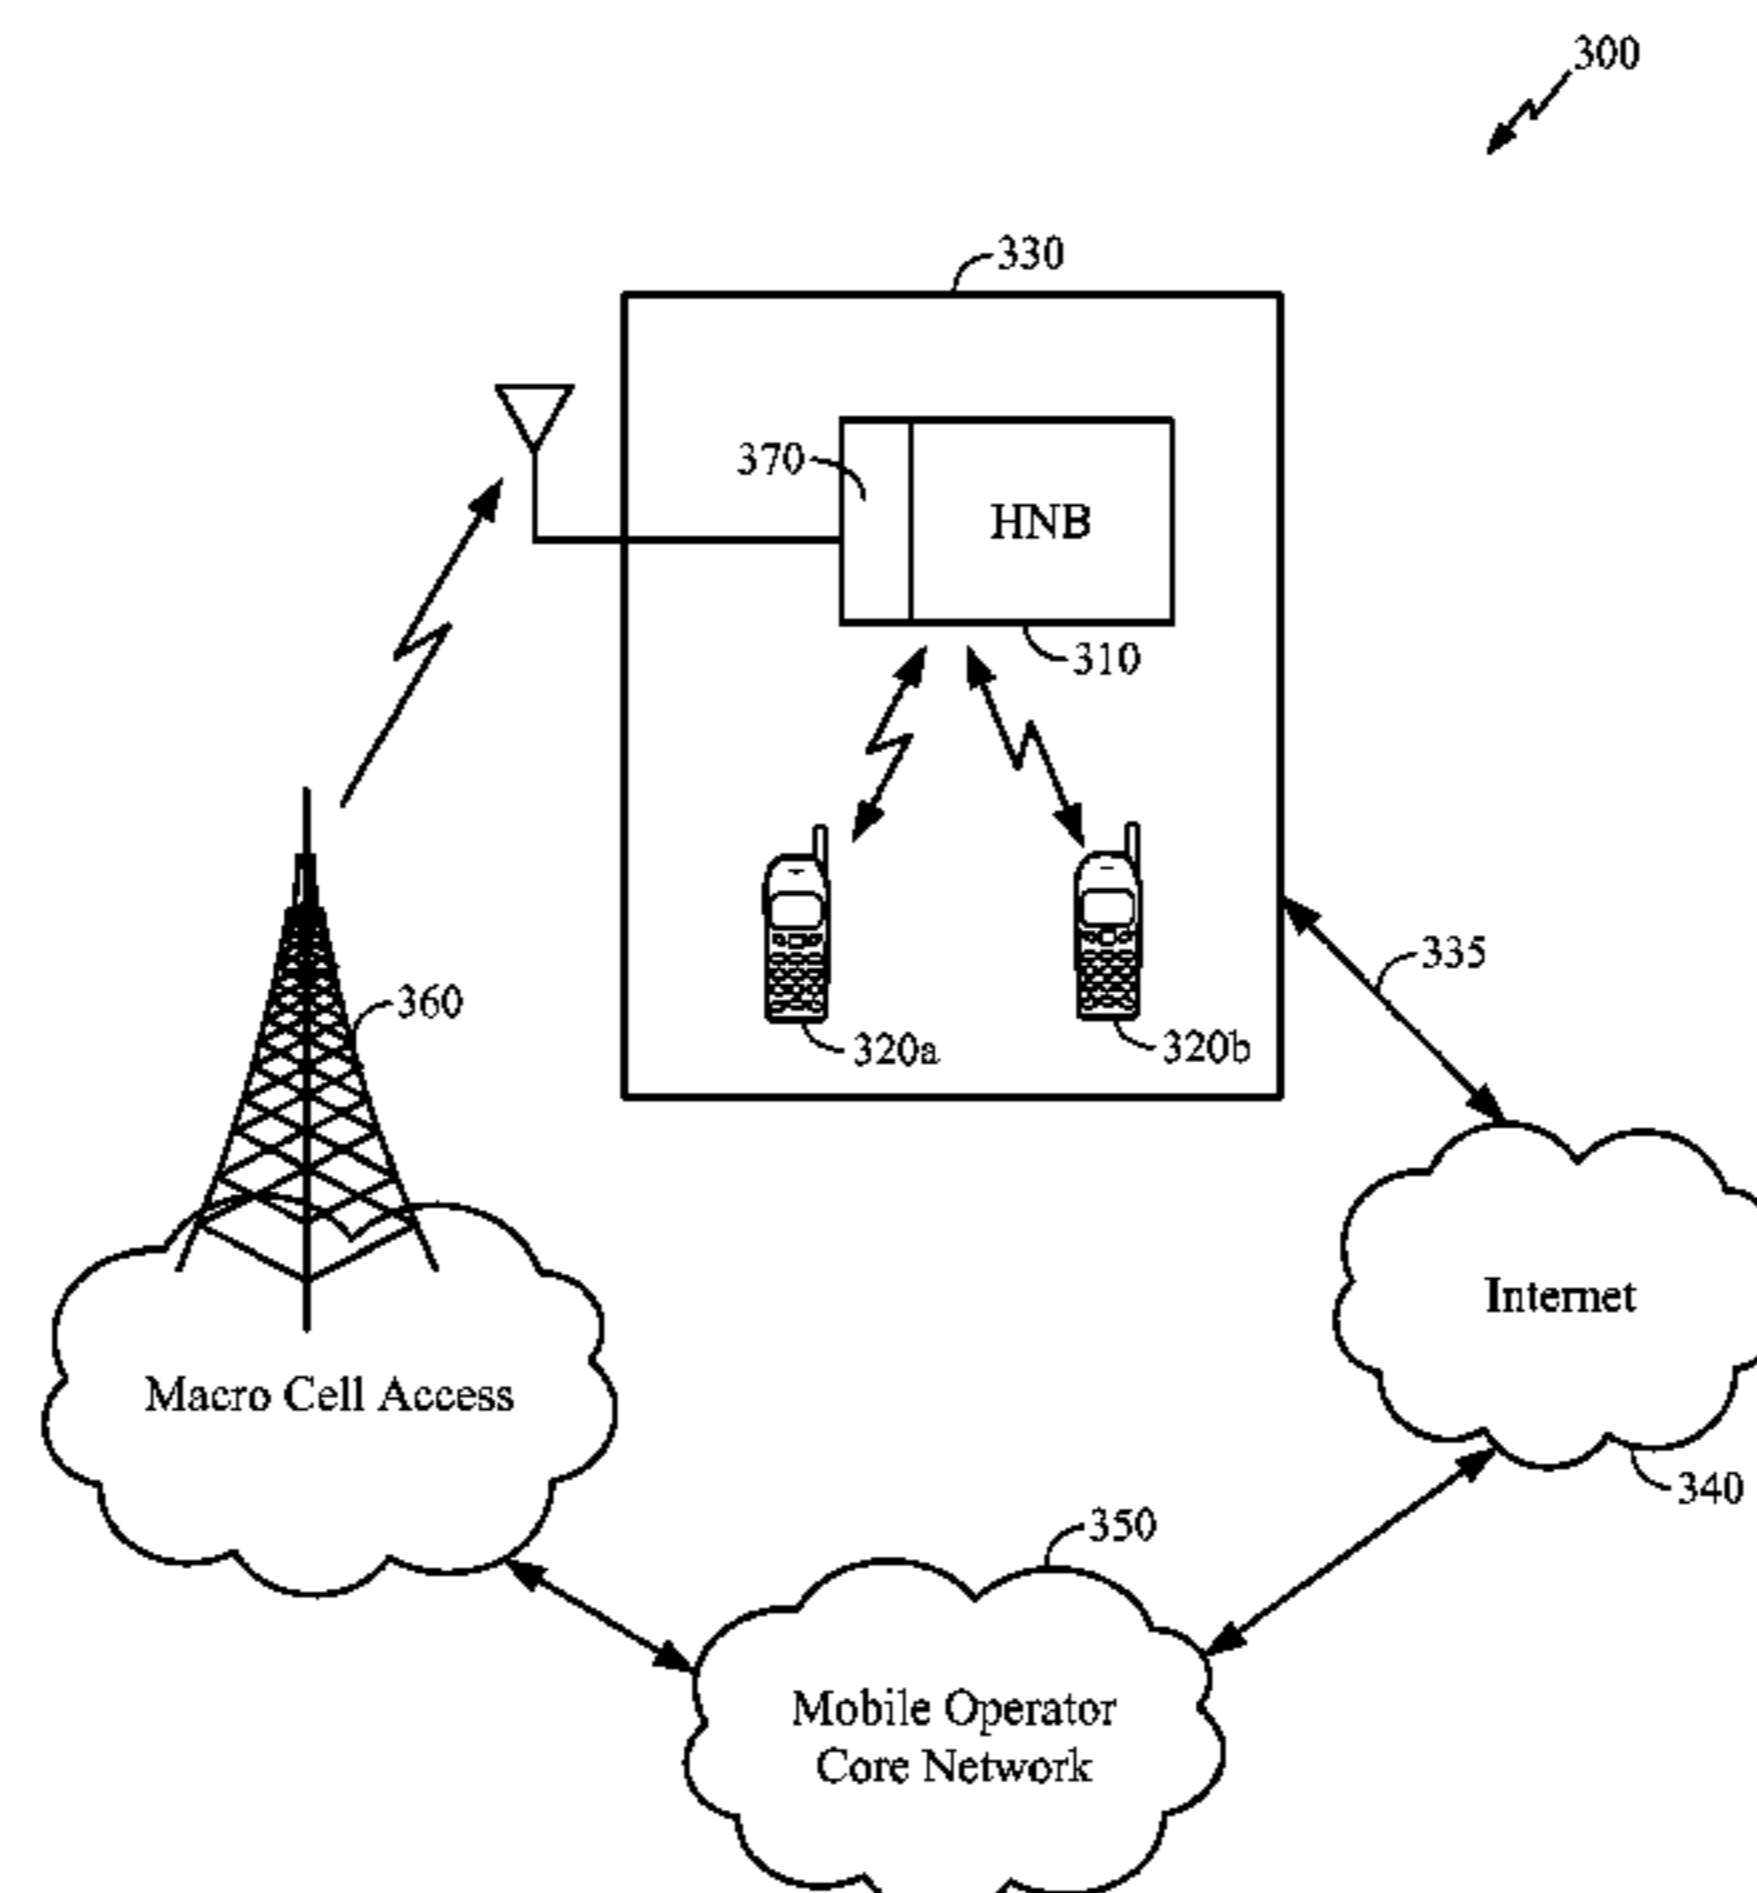 300
330
370
HNB
310
335
360
320a
320b
Internet
Macro Cell Access
340
350
Mobile Operator
Core Network